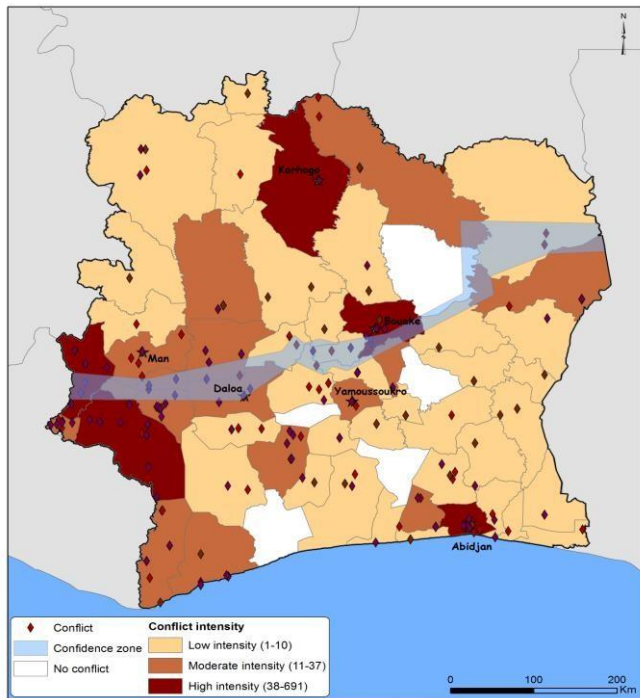 N
Korhogo
Bouake
Man
Daloa
Yamoussoukro
Abidjan
Conflict
Confidence zone
No conflict
Conflict intensity
Low intensity (1-10)
Moderate intensity (11-37)
High intensity (38-691)
0 100 200
Km